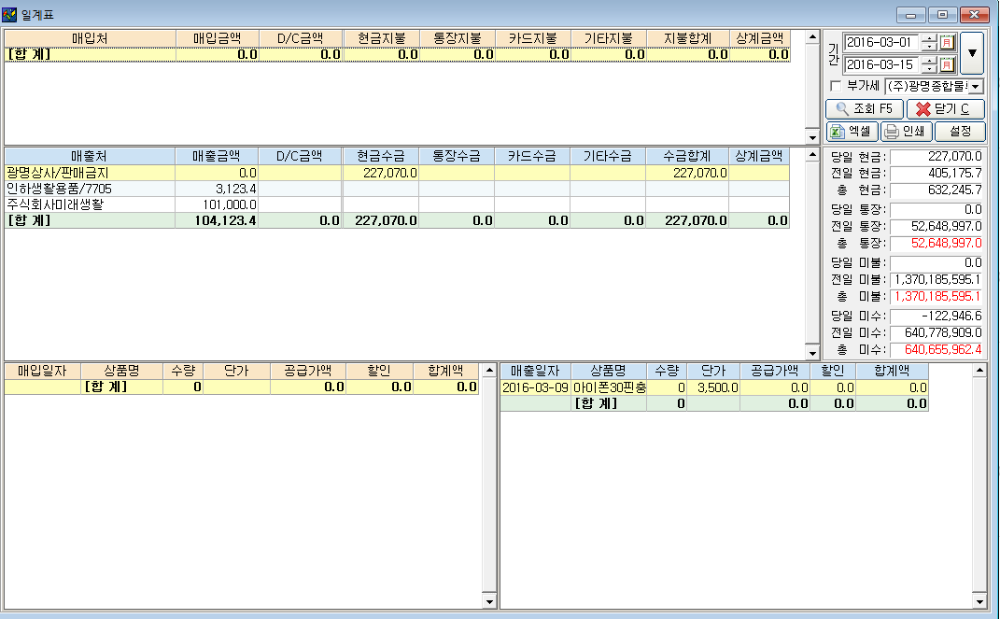 일계표
매입처 매입금액 D/C금액 현금지불 통장지불 카드지불 기타지불 지불합계 상계금액
[합 계] 0.0 0.0 0.0 0.0 0.0 0.0 0.0 0.0
기간 2016-03-01
2016-03-15
▼
부가세 (주)광명종합물
조회 F5 닫기 C
엑셀 인쇄 설정
매출처 매출금액 D/C금액 현금수금 통장수금 카드수금 기타수금 수금합계 상계금액
광명상사/판매금지 0.0 227,070.0 227,070.0
인하생활용품/7705 3,123.4
주식회사미래생활 101,000.0
[합 계] 104,123.4 0.0 227,070.0 0.0 0.0 0.0 227,070.0 0.0
당일 현금: 227,070.0
전일 현금: 405,175.7
총 현금: 632,245.7
당일 통장: 0.0
전일 통장: 52,648,997.0
총 통장: 52,648,997.0
당일 미불: 0.0
전일 미불: 1,370,185,595.1
총 미불: 1,370,185,595.1
당일 미수: -122,946.6
전일 미수: 640,778,909.0
총 미수: 640,655,962.4
매입일자 상품명 수량 단가 공급가액 할인 합계액
[합 계] 0 0.0 0.0 0.0
매출일자 상품명 수량 단가 공급가액 할인 합계액
2016-03-09 아이폰30핀충 0 3,500.0 0.0 0.0 0.0
[합 계] 0 0.0 0.0 0.0